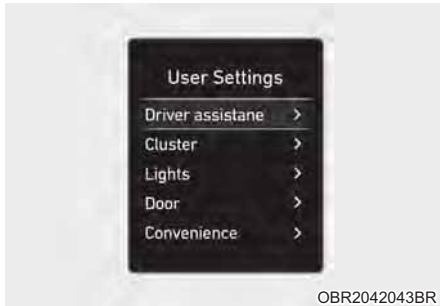 User Settings
Driver assistane >
Cluster >
Lights >
Door >
Convenience >
OBR2042043BR